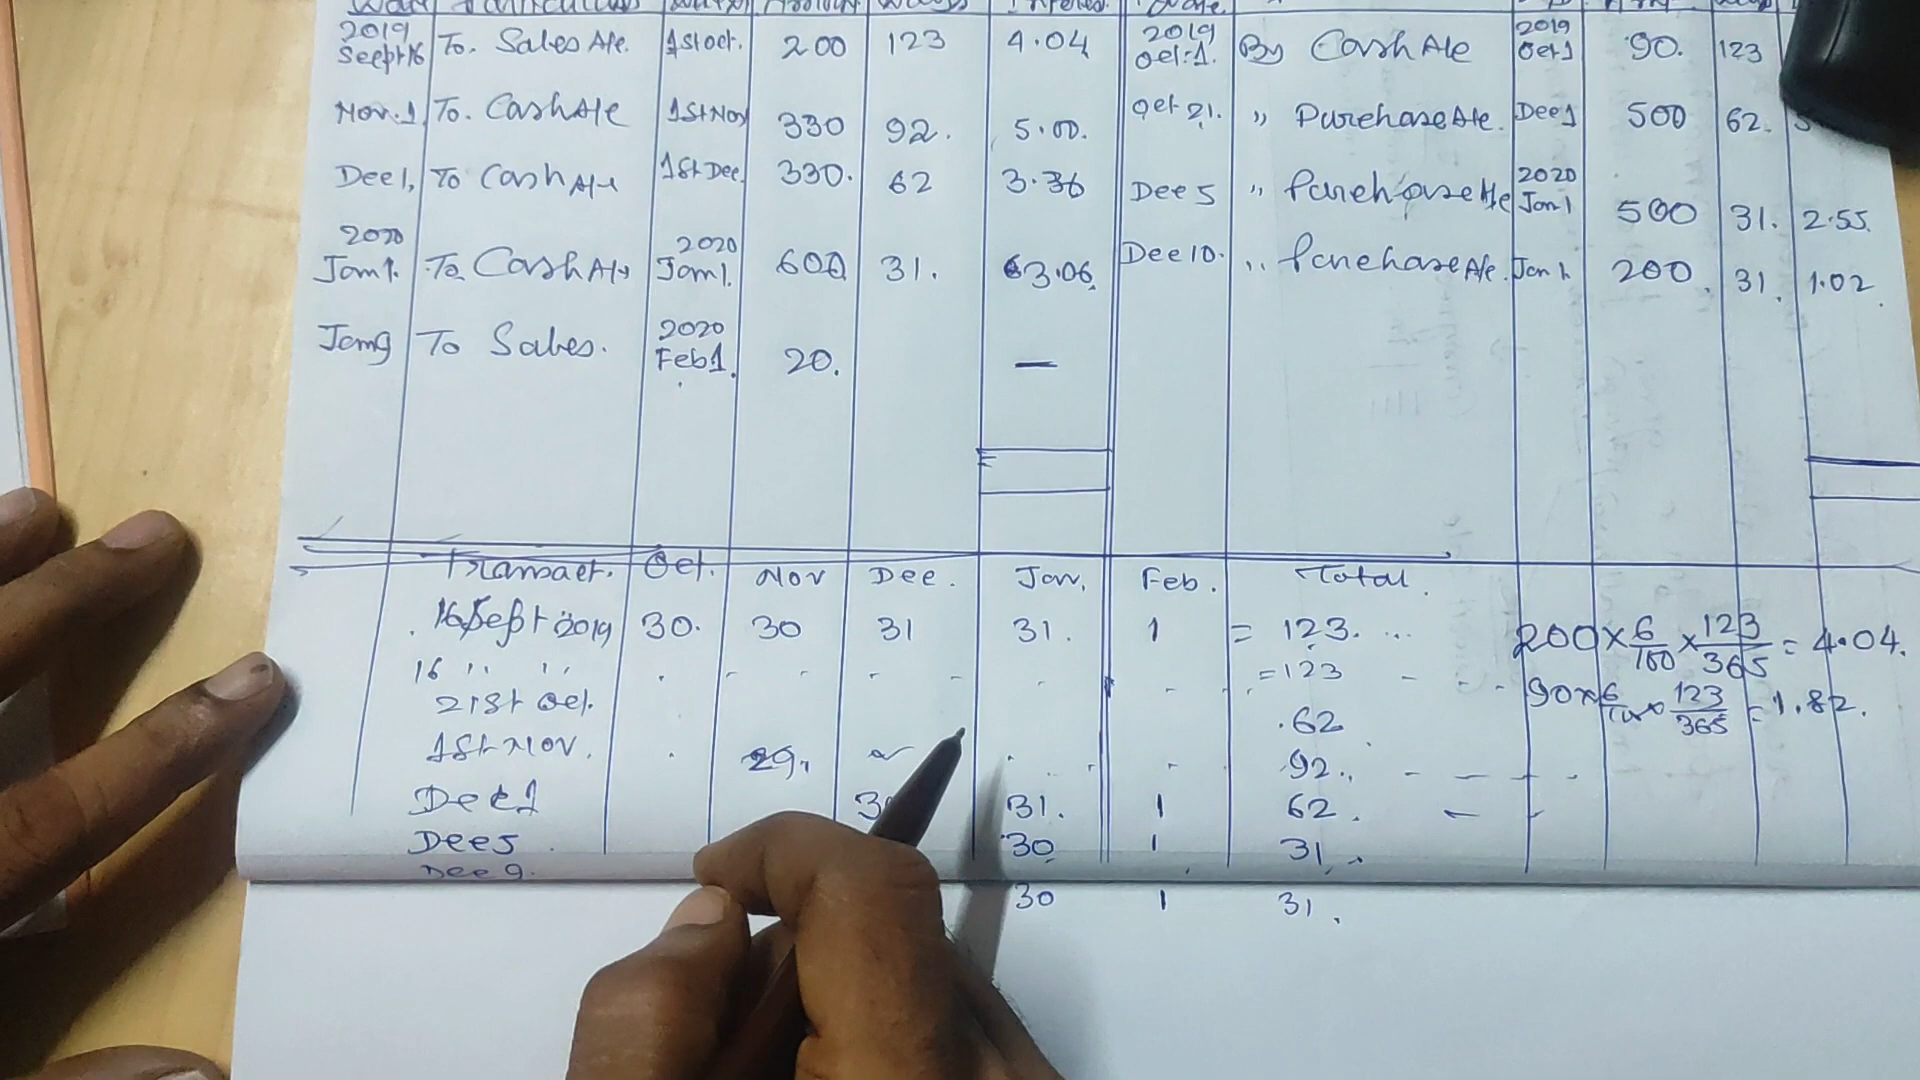 2019 2019 2019
Seept16 To. Sales A/c. 1st oct. 200 123 4.04 oct:1. By Cash A/c Oct 1 90. 123
Nov.1 To. Cash A/c 1st Nov 330 92. 5.00. oct 21. ,, Purchase A/c. Dec 1 500 62.
Dec 1, To Cash A/c 1st Dec 330. 62 3.36 Dec 5 ,, Purchase A/c 2020 Jan 1 500 31. 2.55.
2020 2020
Jan 1. To Cash A/c Jan 1. 600 31. 3.06. Dec 10. ,, Purchase A/c. Jan 1. 200. 31. 1.02.
Jan 9 To Sales. 2020 Feb 1. 20. —
Transact. Oct. Nov Dec. Jan. Feb. Total.
16 Sept 2019 30. 30 31 31. 1 = 123. ... 200 × 6/100 × 123/365 = 4.04.
16 ,, ,, = 123 90 × 6/100 × 123/365 = 1.82.
21st Oct. .62
1st Nov. 29. 92.
Dec 1 31. 1 62.
Dec 5. 30 1 31.
Dec 9. 30 1 31.